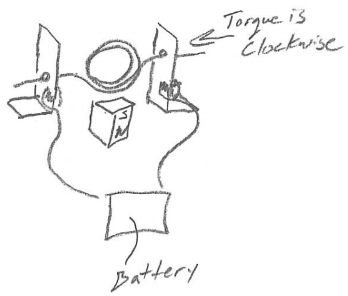 Torque is
Clockwise
S
N
Battery